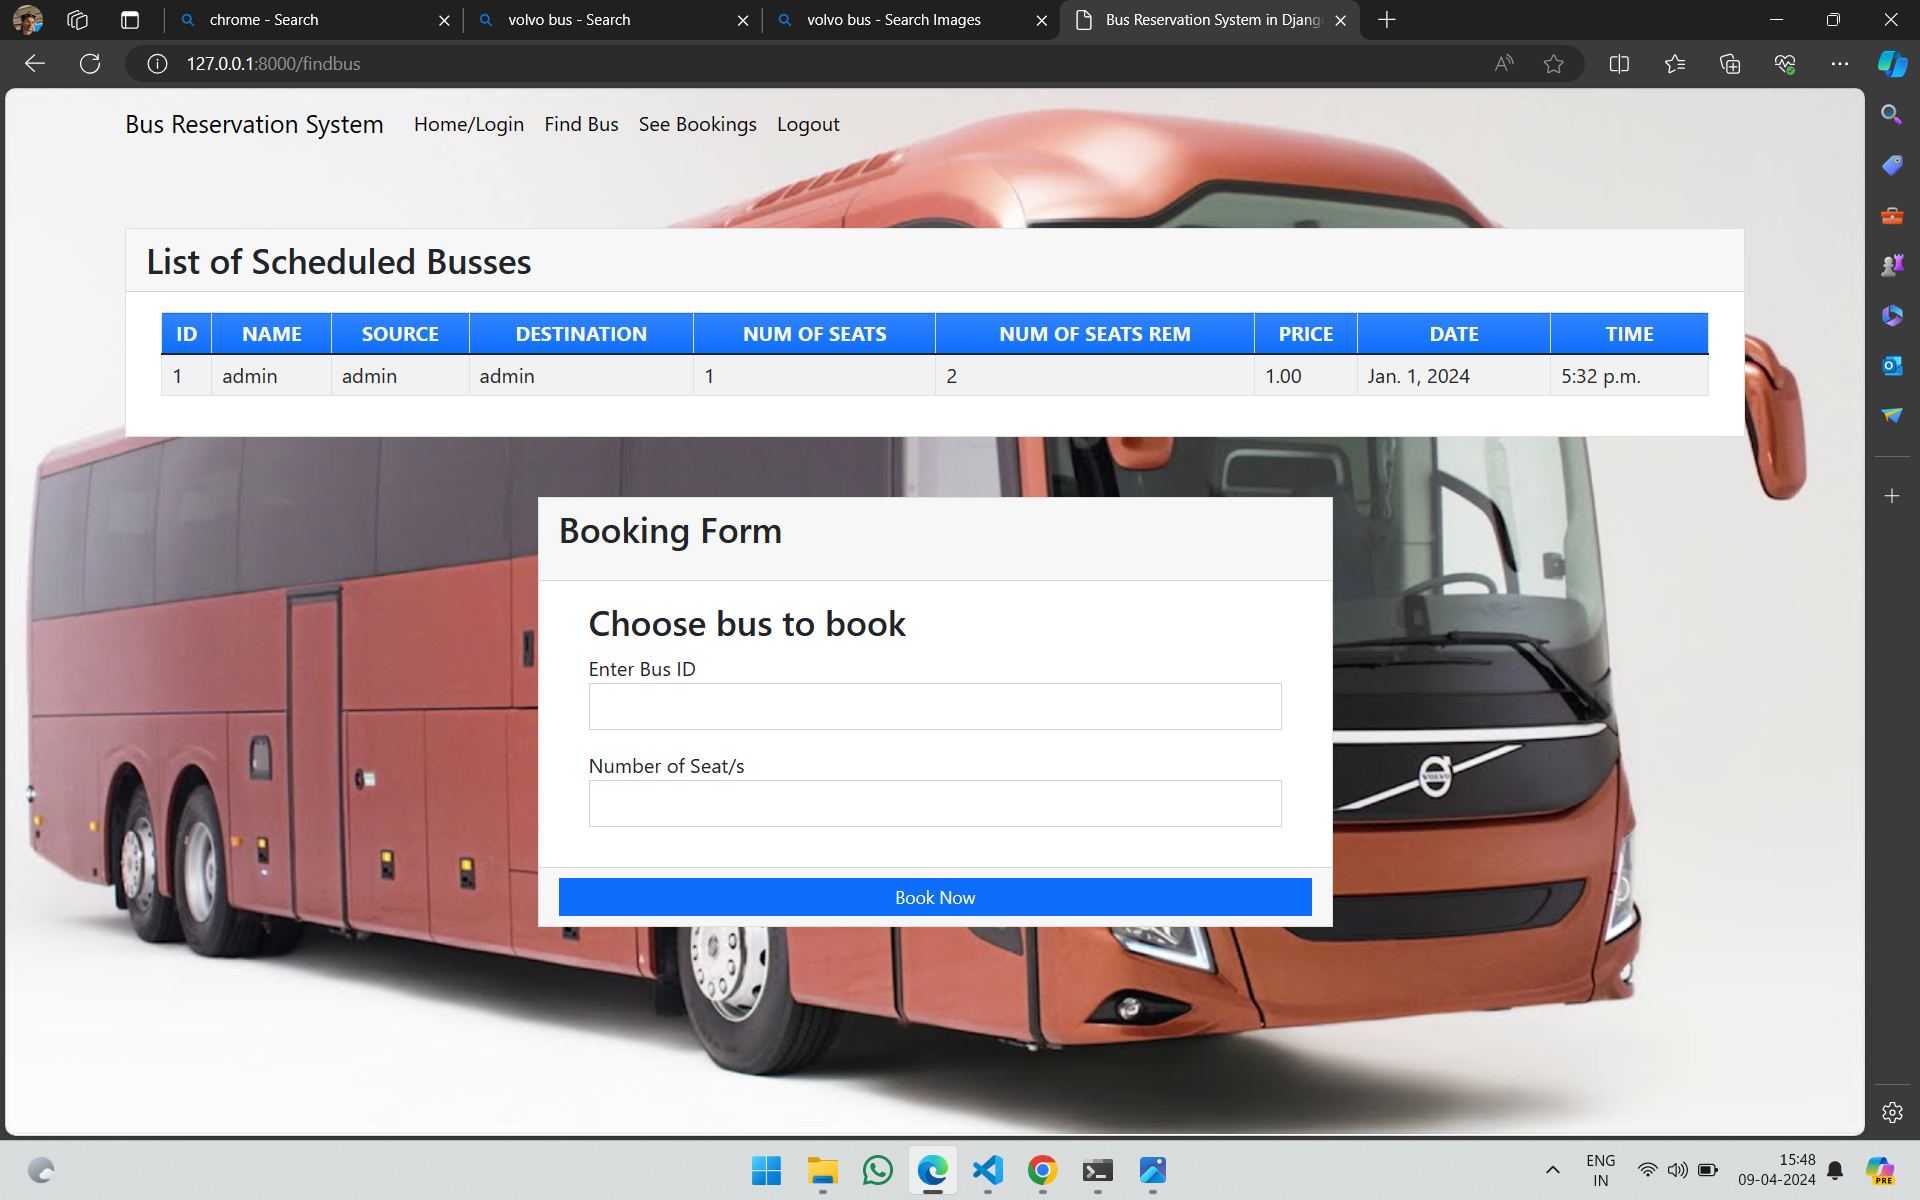 chrome - Search
volvo bus - Search
volvo bus - Search Images
Bus Reservation System in Djang
127.0.0.1:8000/findbus
Bus Reservation System Home/Login Find Bus See Bookings Logout
List of Scheduled Busses
ID NAME SOURCE DESTINATION NUM OF SEATS NUM OF SEATS REM PRICE DATE TIME
1 admin admin admin 1 2 1.00 Jan. 1, 2024 5:32 p.m.
Booking Form
Choose bus to book
Enter Bus ID
Number of Seat/s
Book Now
VOLVO
ENG
IN
15:48
09-04-2024
PRE